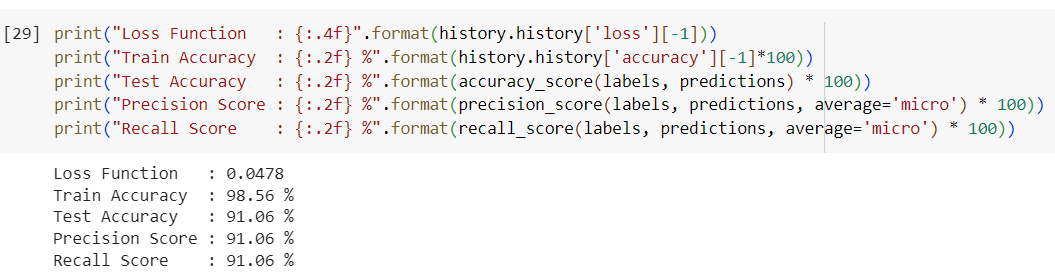 [29] print("Loss Function   : {:.4f}".format(history.history['loss'][-1]))
print("Train Accuracy  : {:.2f} %".format(history.history['accuracy'][-1]*100))
print("Test Accuracy   : {:.2f} %".format(accuracy_score(labels, predictions) * 100))
print("Precision Score : {:.2f} %".format(precision_score(labels, predictions, average='micro') * 100))
print("Recall Score    : {:.2f} %".format(recall_score(labels, predictions, average='micro') * 100))
Loss Function   : 0.0478
Train Accuracy  : 98.56 %
Test Accuracy   : 91.06 %
Precision Score : 91.06 %
Recall Score    : 91.06 %